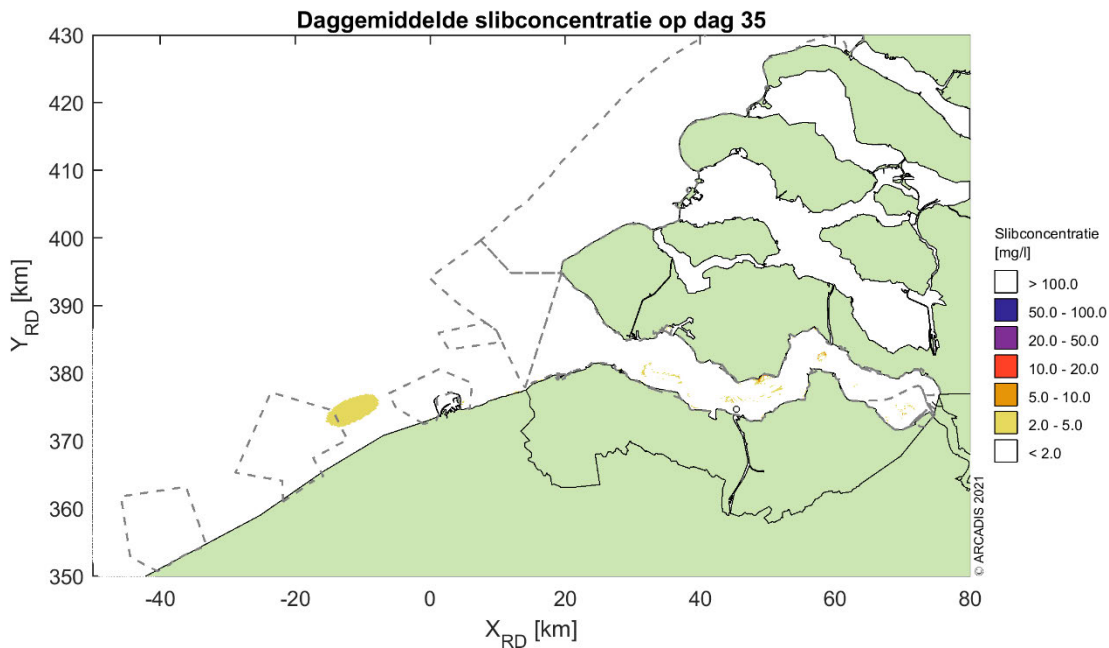 Daggemiddelde slibconcentratie op dag 35
430
420
410
400
390
380
370
360
350
Y_RD [km]
-40
-20
0
20
40
60
80
X_RD [km]
Slibconcentratie
[mg/l]
> 100.0
50.0 - 100.0
20.0 - 50.0
10.0 - 20.0
5.0 - 10.0
2.0 - 5.0
< 2.0
© ARCADIS 2021